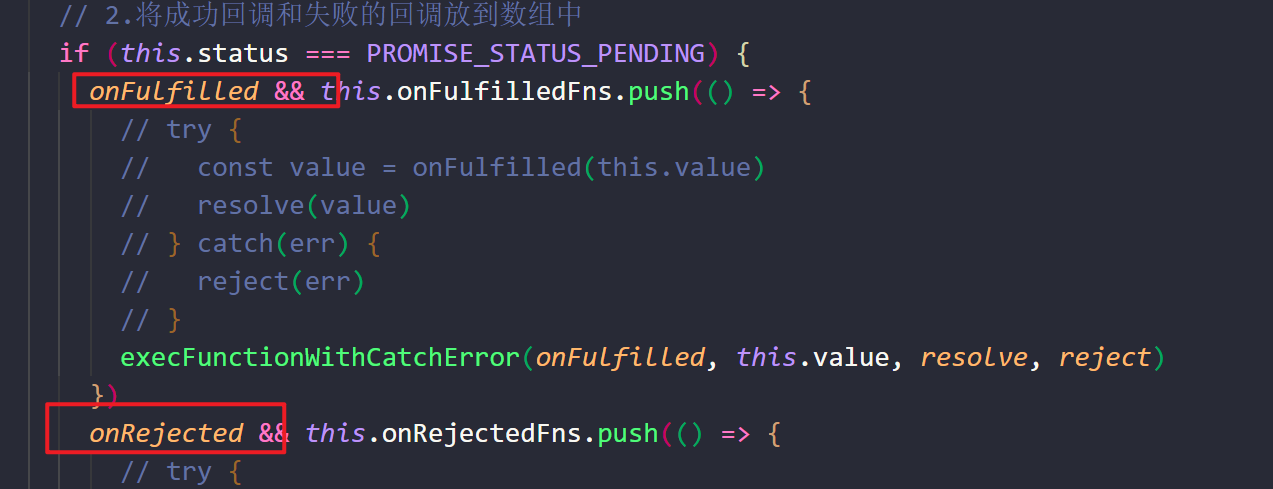 // 2.将成功回调和失败的回调放到数组中
if (this.status === PROMISE_STATUS_PENDING) {
onFulfilled && this.onFulfilledFns.push(() => {
// try {
//   const value = onFulfilled(this.value)
//   resolve(value)
// } catch(err) {
//   reject(err)
// }
execFunctionWithCatchError(onFulfilled, this.value, resolve, reject)
})
onRejected && this.onRejectedFns.push(() => {
// try {